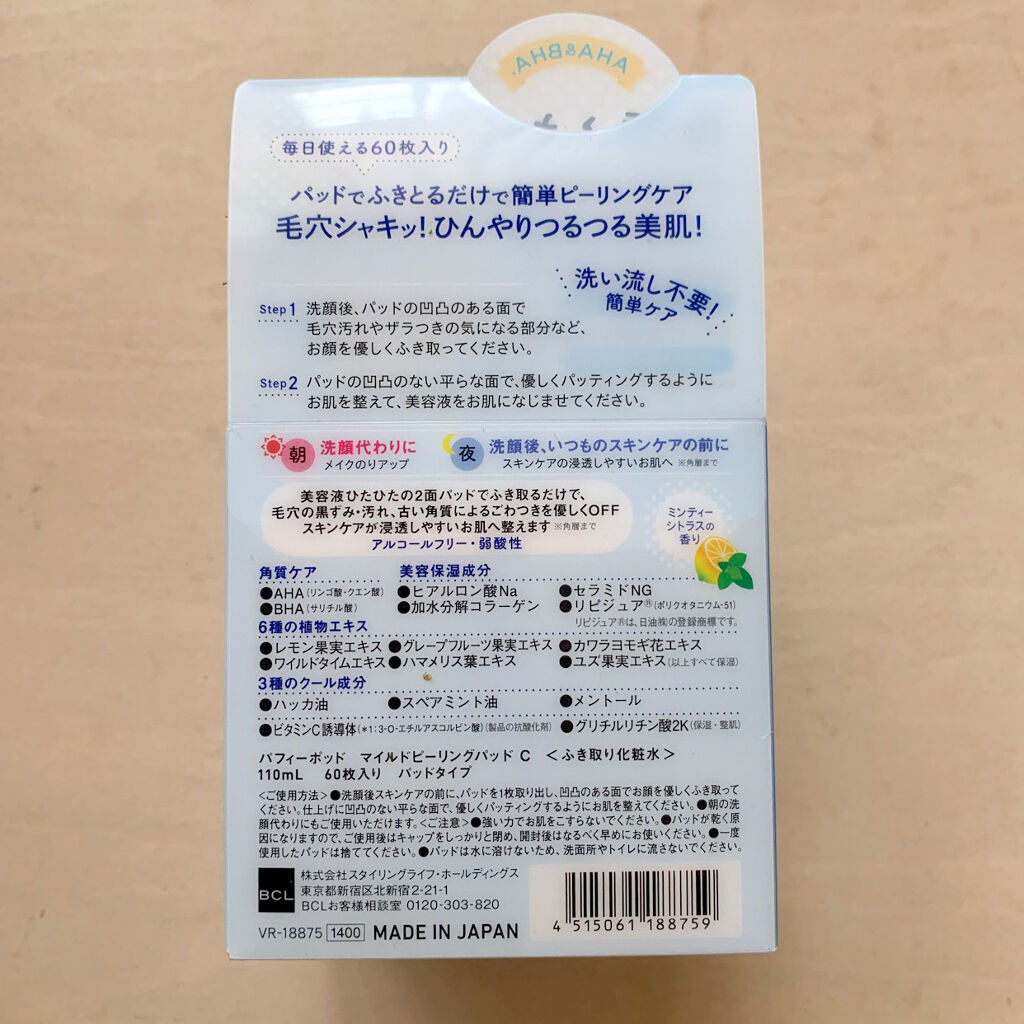 AHA&BHA*
毎日使える60枚入り
パッドでふきとるだけで簡単ピーリングケア
毛穴シャキッ!ひんやりつるつる美肌!
洗い流し不要!
簡単ケア
Step1 洗顔後、パッドの凹凸のある面で
毛穴汚れやザラつきの気になる部分など、
お顔を優しくふき取ってください。
Step2 パッドの凹凸のない平らな面で、優しくパッティングするように
お肌を整えて、美容液をお肌になじませてください。
朝 洗顔代わりに
メイクのりアップ
夜 洗顔後、いつものスキンケアの前に
スキンケアの浸透しやすいお肌へ ※角層まで
美容液ひたひたの2面パッドでふき取るだけで、
毛穴の黒ずみ・汚れ、古い角質によるごわつきを優しくOFF
スキンケアが浸透しやすいお肌へ整えます ※角層まで
アルコールフリー・弱酸性
ミンティー
シトラスの
香り
角質ケア 美容保湿成分
●AHA(リンゴ酸・クエン酸) ●ヒアルロン酸Na ●セラミドNG
●BHA(サリチル酸) ●加水分解コラーゲン ●リピジュア®(ポリクオタニウム-51)
6種の植物エキス リピジュア®は、日油㈱の登録商標です。
●レモン果実エキス ●グレープフルーツ果実エキス ●カワラヨモギ花エキス
●ワイルドタイムエキス ●ハマメリス葉エキス ●ユズ果実エキス(以上すべて保湿)
3種のクール成分
●ハッカ油 ●スペアミント油 ●メントール
●ビタミンC誘導体(*1:3-O-エチルアスコルビン酸)(製品の抗酸化剤) ●グリチルリチン酸2K(保湿・整肌)
パフィーポッド マイルドピーリングパッド C <ふき取り化粧水>
110mL 60枚入り パッドタイプ
<ご使用方法>●洗顔後スキンケアの前に、パッドを1枚取り出し、凹凸のある面でお顔を優しくふき取って
ください。仕上げに凹凸のない平らな面で、優しくパッティングするようにお肌を整えてください。●朝の洗
顔代わりにもご使用いただけます。<ご注意>●強い力でお肌をこすらないでください。●パッドが乾く原
因になりますので、ご使用後はキャップをしっかりと閉め、開封後はなるべく早めにお使いください。●一度
使用したパッドは捨ててください。●パッドは水に溶けないため、洗面所やトイレに流さないでください。
BCL
株式会社スタイリングライフ・ホールディングス
東京都新宿区北新宿2-21-1
BCLお客様相談室 0120-303-820
VR-18875 1400 MADE IN JAPAN
4 515061 188759